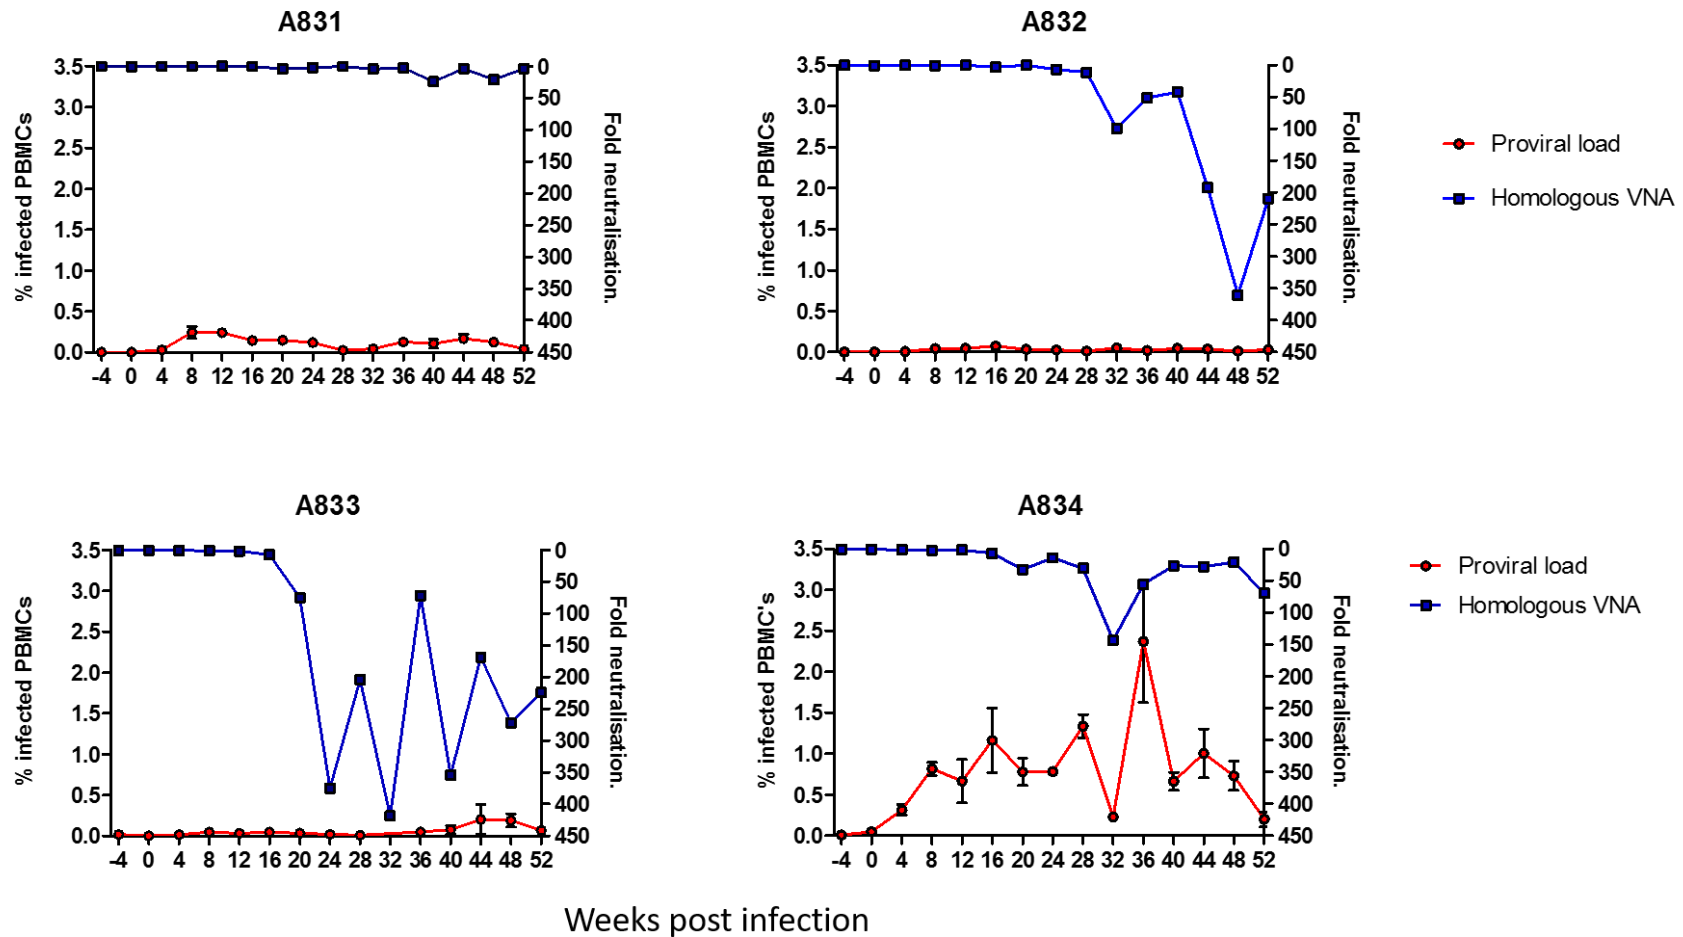 A831
A832
3.5 3.0 2.5 2.0 1.5 1.0 0.5 0.0
% infected PBMCs
0 50 100 150 200 250 300 350 400 450
Fold neutralisation.
-4 0 4 8 12 16 20 24 28 32 36 40 44 48 52
3.5 3.0 2.5 2.0 1.5 1.0 0.5 0.0
% infected PBMCs
0 50 100 150 200 250 300 350 400 450
Fold neutralisation.
-4 0 4 8 12 16 20 24 28 32 36 40 44 48 52
Proviral load
Homologous VNA
A833
A834
3.5 3.0 2.5 2.0 1.5 1.0 0.5 0.0
% infected PBMCs
0 50 100 150 200 250 300 350 400 450
Fold neutralisation.
-4 0 4 8 12 16 20 24 28 32 36 40 44 48 52
3.5 3.0 2.5 2.0 1.5 1.0 0.5 0.0
% infected PBMC's
0 50 100 150 200 250 300 350 400 450
Fold neutralisation.
-4 0 4 8 12 16 20 24 28 32 36 40 44 48 52
Proviral load
Homologous VNA
Weeks post infection